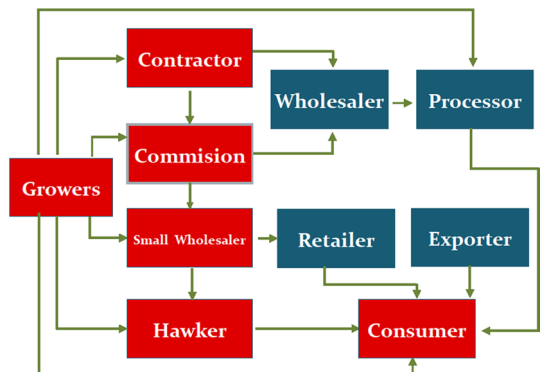 Contractor
Wholesaler
Processor
Commision
Growers
Small Wholesaler
Retailer
Exporter
Hawker
Consumer